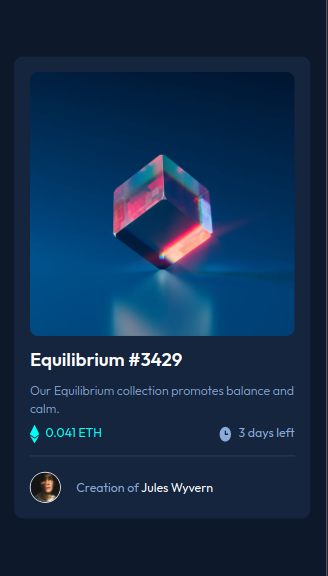 Equilibrium #3429
Our Equilibrium collection promotes balance and
calm.
0.041 ETH
3 days left
Creation of Jules Wyvern